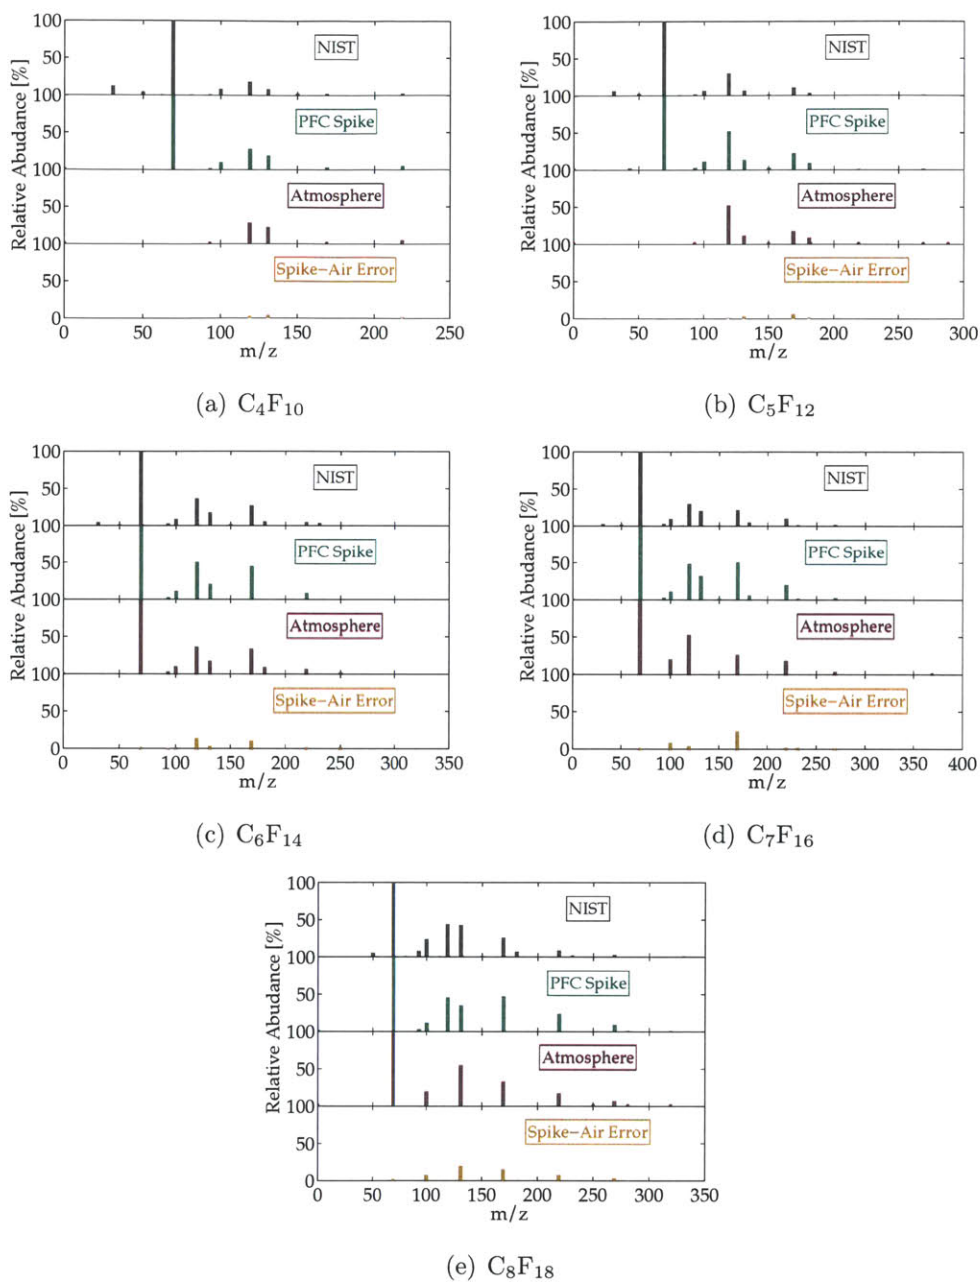 100
50
100
50
100
50
100
50
0
Relative Abudance [%]
NIST
PFC Spike
Atmosphere
Spike–Air Error
0 50 100 150 200 250
m/z
(a) C₄F₁₀
100
50
100
50
100
50
100
50
0
Relative Abudance [%]
NIST
PFC Spike
Atmosphere
Spike–Air Error
0 50 100 150 200 250 300
m/z
(b) C₅F₁₂
100
50
100
50
100
50
100
50
0
Relative Abudance [%]
NIST
PFC Spike
Atmosphere
Spike–Air Error
0 50 100 150 200 250 300 350 400
m/z
(c) C₆F₁₄
100
50
100
50
100
50
100
50
0
Relative Abudance [%]
NIST
PFC Spike
Atmosphere
Spike–Air Error
0 50 100 150 200 250 300 350 400
m/z
(d) C₇F₁₆
100
50
100
50
100
50
100
50
0
Relative Abudance [%]
NIST
PFC Spike
Atmosphere
Spike–Air Error
0 50 100 150 200 250 300 350
m/z
(e) C₈F₁₈